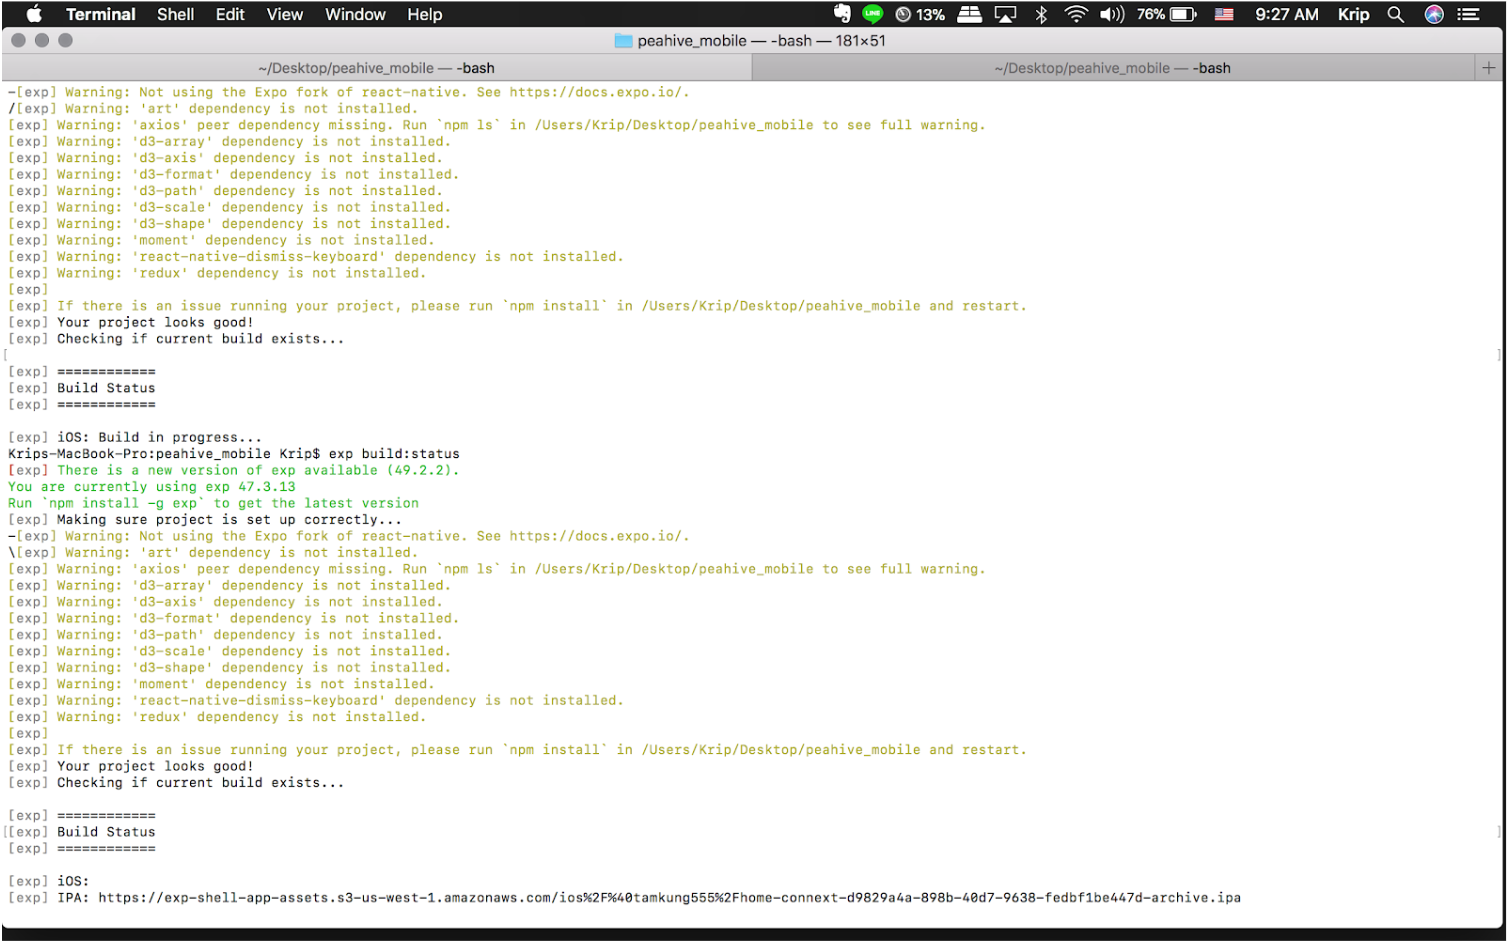 Terminal Shell Edit View Window Help LINE 13% 76% 9:27 AM Krip
peahive_mobile — -bash — 181×51
~/Desktop/peahive_mobile — -bash ~/Desktop/peahive_mobile — -bash +
-[exp] Warning: Not using the Expo fork of react-native. See https://docs.expo.io/.
/[exp] Warning: 'art' dependency is not installed.
[exp] Warning: 'axios' peer dependency missing. Run `npm ls` in /Users/Krip/Desktop/peahive_mobile to see full warning.
[exp] Warning: 'd3-array' dependency is not installed.
[exp] Warning: 'd3-axis' dependency is not installed.
[exp] Warning: 'd3-format' dependency is not installed.
[exp] Warning: 'd3-path' dependency is not installed.
[exp] Warning: 'd3-scale' dependency is not installed.
[exp] Warning: 'd3-shape' dependency is not installed.
[exp] Warning: 'moment' dependency is not installed.
[exp] Warning: 'react-native-dismiss-keyboard' dependency is not installed.
[exp] Warning: 'redux' dependency is not installed.
[exp]
[exp] If there is an issue running your project, please run `npm install` in /Users/Krip/Desktop/peahive_mobile and restart.
[exp] Your project looks good!
[exp] Checking if current build exists...
[ ]
[exp] ============
[exp] Build Status
[exp] ============
[exp] iOS: Build in progress...
Krips-MacBook-Pro:peahive_mobile Krip$ exp build:status
[exp] There is a new version of exp available (49.2.2).
You are currently using exp 47.3.13
Run `npm install -g exp` to get the latest version
[exp] Making sure project is set up correctly...
-[exp] Warning: Not using the Expo fork of react-native. See https://docs.expo.io/.
\[exp] Warning: 'art' dependency is not installed.
[exp] Warning: 'axios' peer dependency missing. Run `npm ls` in /Users/Krip/Desktop/peahive_mobile to see full warning.
[exp] Warning: 'd3-array' dependency is not installed.
[exp] Warning: 'd3-axis' dependency is not installed.
[exp] Warning: 'd3-format' dependency is not installed.
[exp] Warning: 'd3-path' dependency is not installed.
[exp] Warning: 'd3-scale' dependency is not installed.
[exp] Warning: 'd3-shape' dependency is not installed.
[exp] Warning: 'moment' dependency is not installed.
[exp] Warning: 'react-native-dismiss-keyboard' dependency is not installed.
[exp] Warning: 'redux' dependency is not installed.
[exp]
[exp] If there is an issue running your project, please run `npm install` in /Users/Krip/Desktop/peahive_mobile and restart.
[exp] Your project looks good!
[exp] Checking if current build exists...
[exp] ============
[[exp] Build Status ]
[exp] ============
[exp] iOS:
[exp] IPA: https://exp-shell-app-assets.s3-us-west-1.amazonaws.com/ios%2F%40tamkung555%2Fhome-connext-d9829a4a-898b-40d7-9638-fedbf1be447d-archive.ipa